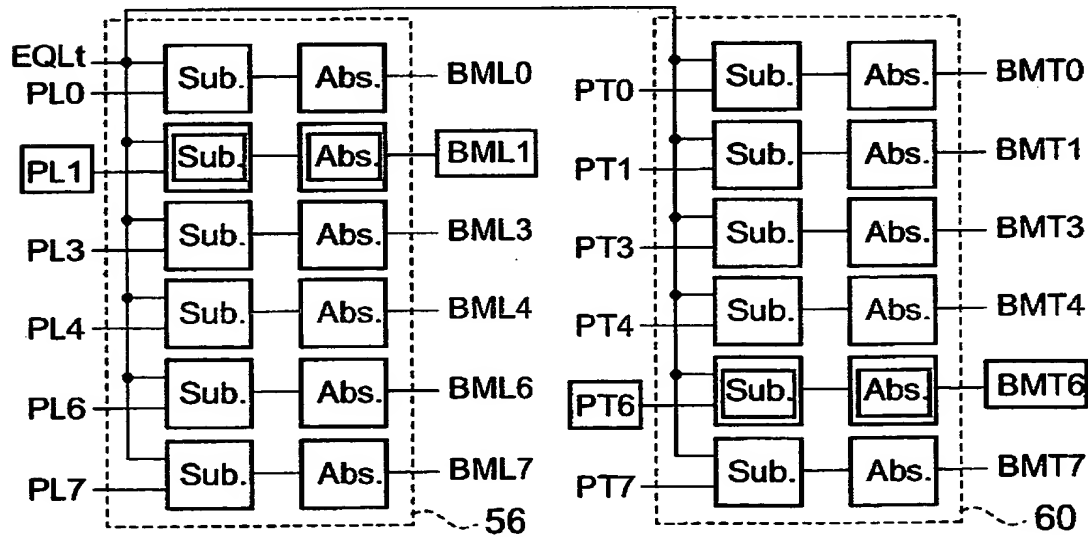 EQLt
PL0 Sub. Abs. BML0
PL1 Sub. Abs. BML1
PL3 Sub. Abs. BML3
PL4 Sub. Abs. BML4
PL6 Sub. Abs. BML6
PL7 Sub. Abs. BML7
56
PT0 Sub. Abs. BMT0
PT1 Sub. Abs. BMT1
PT3 Sub. Abs. BMT3
PT4 Sub. Abs. BMT4
PT6 Sub. Abs. BMT6
PT7 Sub. Abs. BMT7
60